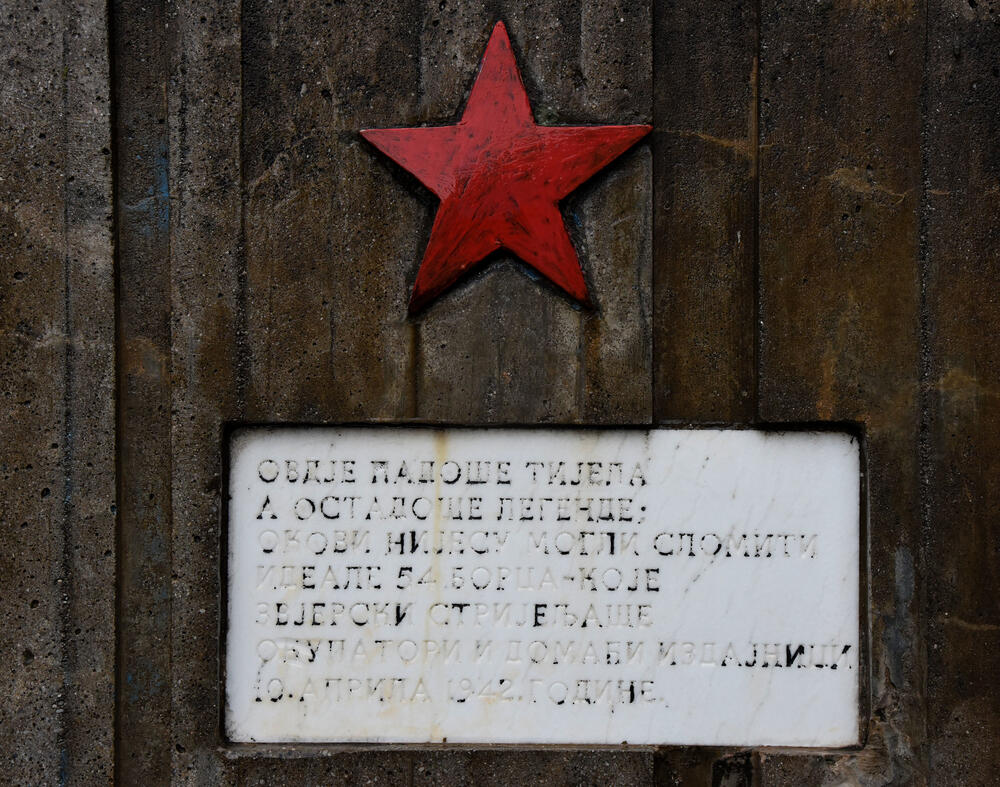 ОВДЈЕ ПАДОШЕ ТИЈЕЛА
А ОСТАДОШЕ ЛЕГЕНДЕ;
ОКОВИ НИЈЕСУ МОГЛИ СЛОМИТИ
ИДЕАЛЕ 54 БОРЦА-КОЈЕ
ЗВЈЕРСКИ СТРИЈЕЉАШЕ
ОКУПАТОРИ И ДОМАЋИ ИЗДАЈНИЦИ
10. АПРИЛА 1942. ГОДИНЕ.